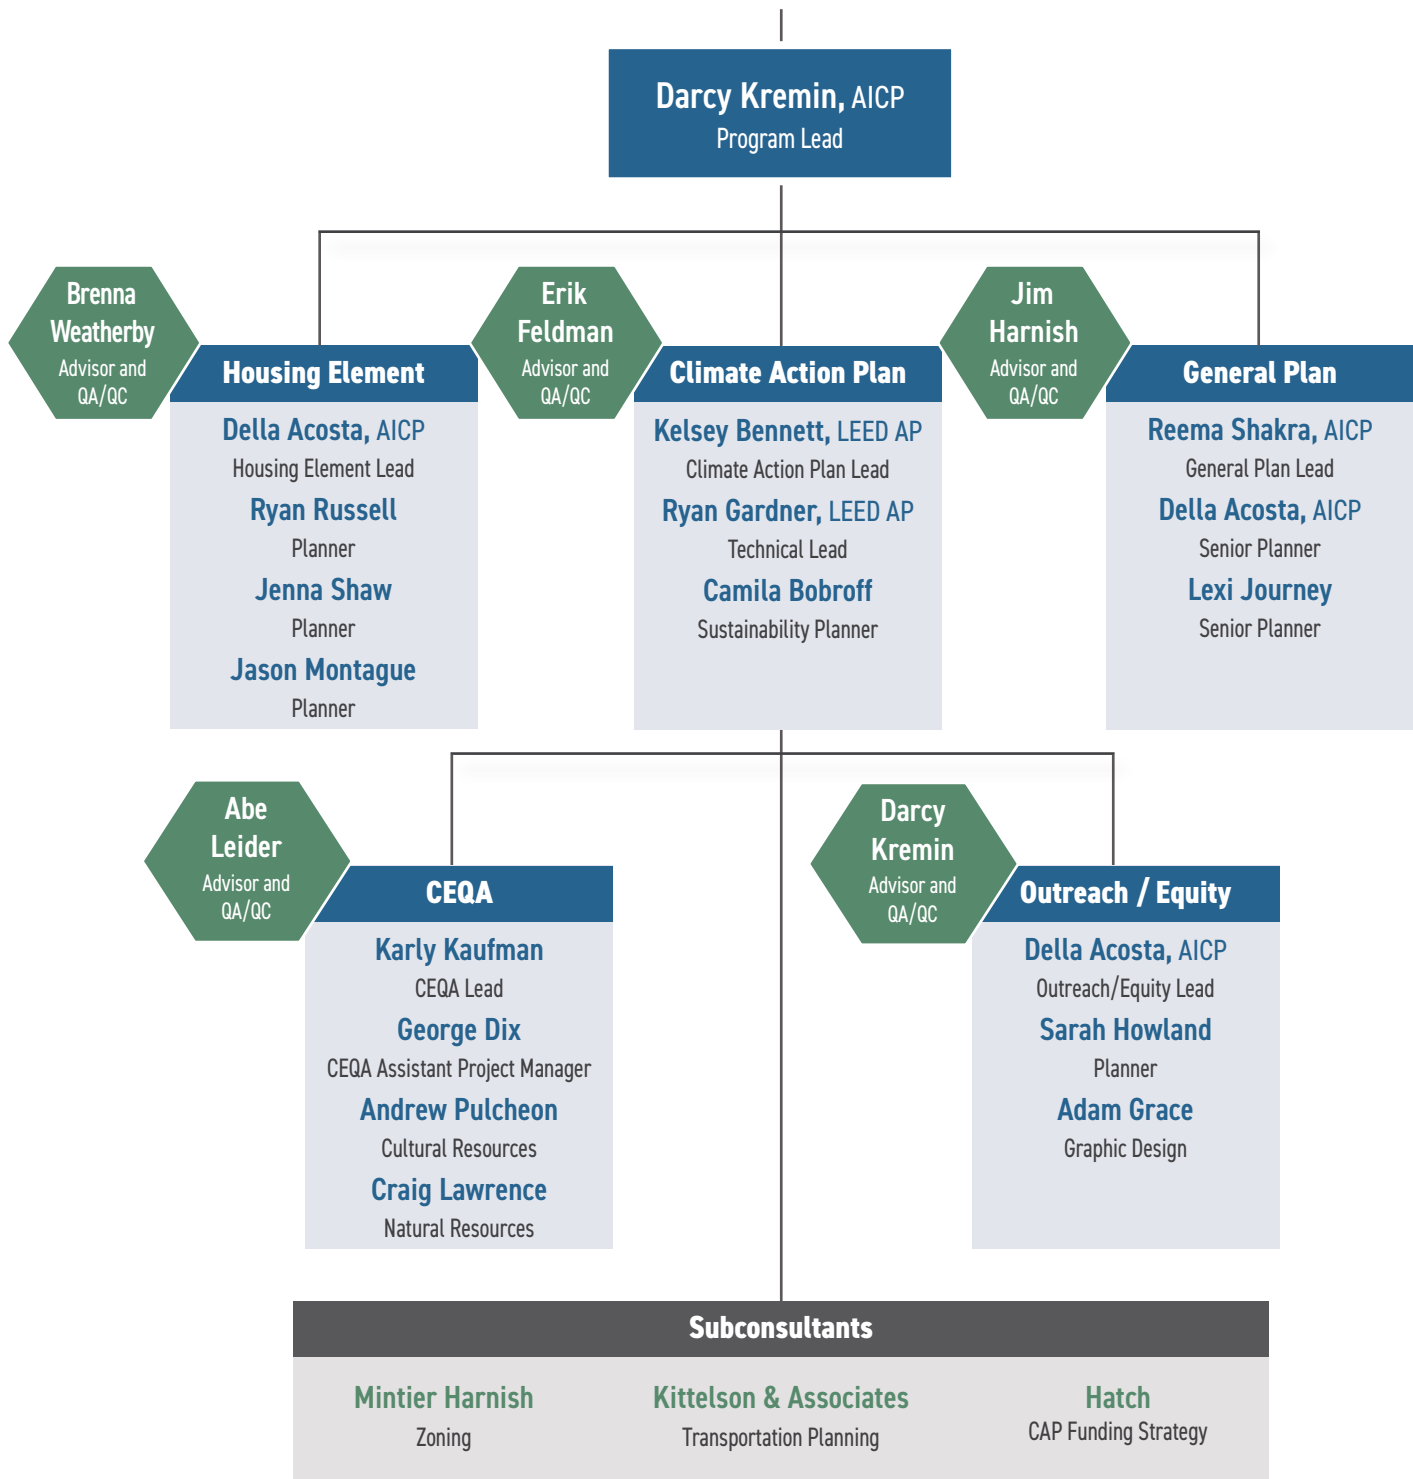 Darcy Kremin, AICP
Program Lead
Brenna
Weatherby
Advisor and
QA/QC
Housing Element
Della Acosta, AICP
Housing Element Lead
Ryan Russell
Planner
Jenna Shaw
Planner
Jason Montague
Planner
Erik
Feldman
Advisor and
QA/QC
Climate Action Plan
Kelsey Bennett, LEED AP
Climate Action Plan Lead
Ryan Gardner, LEED AP
Technical Lead
Camila Bobroff
Sustainability Planner
Jim
Harnish
Advisor and
QA/QC
General Plan
Reema Shakra, AICP
General Plan Lead
Della Acosta, AICP
Senior Planner
Lexi Journey
Senior Planner
Abe
Leider
Advisor and
QA/QC
CEQA
Karly Kaufman
CEQA Lead
George Dix
CEQA Assistant Project Manager
Andrew Pulcheon
Cultural Resources
Craig Lawrence
Natural Resources
Darcy
Kremin
Advisor and
QA/QC
Outreach / Equity
Della Acosta, AICP
Outreach/Equity Lead
Sarah Howland
Planner
Adam Grace
Graphic Design
Subconsultants
Mintier Harnish
Zoning
Kittelson & Associates
Transportation Planning
Hatch
CAP Funding Strategy